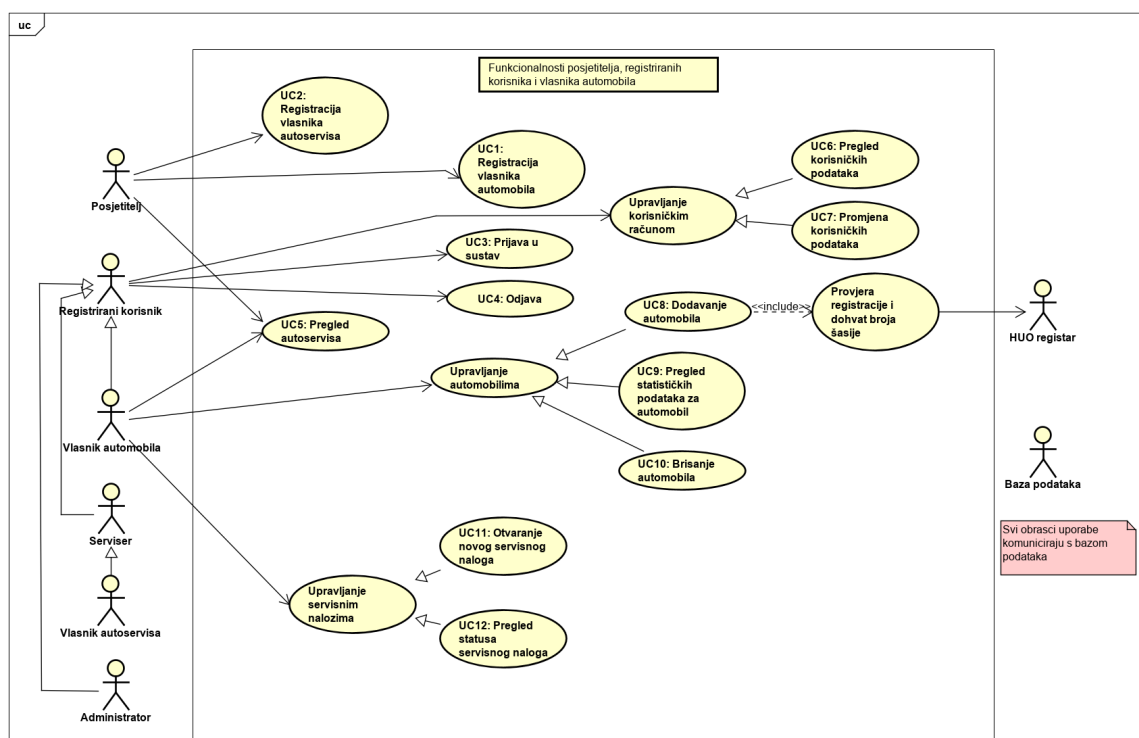 uc
Funkcionalnosti posjetitelja, registriranih
korisnika i vlasnika automobila
UC2:
Registracija
vlasnika
autoservisa
UC1:
Registracija
vlasnika
automobila
UC6: Pregled
korisničkih
podataka
Posjetitelj
Upravljanje
korisničkim
računom
UC7: Promjena
korisničkih
podataka
UC3: Prijava u
sustav
Registrirani korisnik
UC4: Odjava
UC8: Dodavanje
automobila
<<include>>
Provjera
registracije i
dohvat broja
šasije
HUO registar
UC5: Pregled
autoservisa
Upravljanje
automobilima
UC9: Pregled
statističkih
podataka za
automobil
Vlasnik automobila
UC10: Brisanje
automobila
Baza podataka
Svi obrasci uporabe
komuniciraju s bazom
podataka
Serviser
UC11: Otvaranje
novog servisnog
naloga
Upravljanje
servisnim
nalozima
UC12: Pregled
statusa
servisnog naloga
Vlasnik autoservisa
Administrator